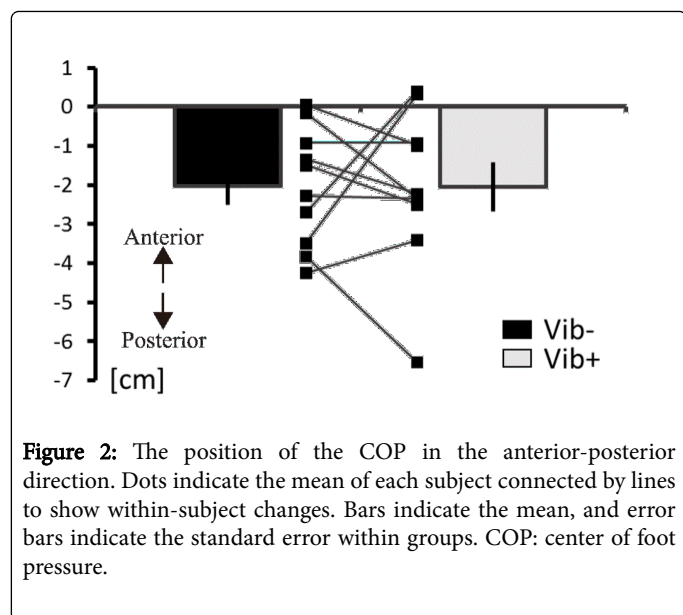 1
0
-1
-2
-3
-4
-5
-6
-7
Anterior
Posterior
[cm]
Vib-
Vib+
Figure 2: The position of the COP in the anterior-posterior
direction. Dots indicate the mean of each subject connected by lines
to show within-subject changes. Bars indicate the mean, and error
bars indicate the standard error within groups. COP: center of foot
pressure.